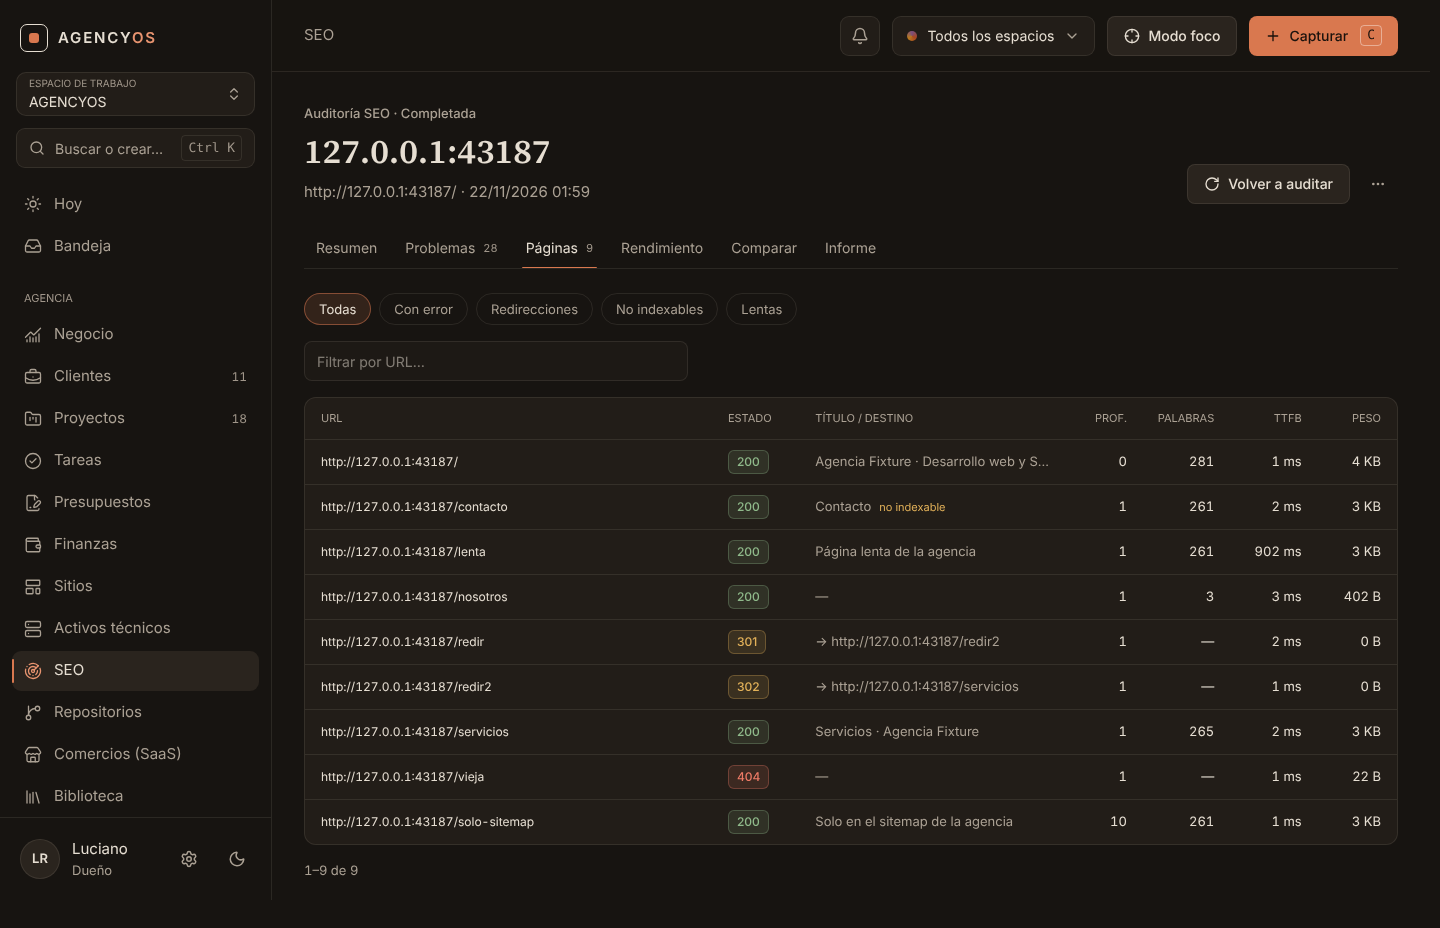 AGENCYOS
ESPACIO DE TRABAJO
AGENCYOS
Buscar o crear... Ctrl K
Hoy
Bandeja
AGENCIA
Negocio
Clientes 11
Proyectos 18
Tareas
Presupuestos
Finanzas
Sitios
Activos técnicos
SEO
Repositorios
Comercios (SaaS)
Biblioteca
LR
Luciano
Dueño
SEO
Todos los espacios
Modo foco
Capturar C
Auditoría SEO · Completada
127.0.0.1:43187
http://127.0.0.1:43187/ · 22/11/2026 01:59
Volver a auditar
Resumen Problemas 28 Páginas 9 Rendimiento Comparar Informe
Todas Con error Redirecciones No indexables Lentas
Filtrar por URL...
URL ESTADO TÍTULO / DESTINO PROF. PALABRAS TTFB PESO
http://127.0.0.1:43187/ 200 Agencia Fixture · Desarrollo web y S... 0 281 1 ms 4 KB
http://127.0.0.1:43187/contacto 200 Contacto no indexable 1 261 2 ms 3 KB
http://127.0.0.1:43187/lenta 200 Página lenta de la agencia 1 261 902 ms 3 KB
http://127.0.0.1:43187/nosotros 200 — 1 3 3 ms 402 B
http://127.0.0.1:43187/redir 301 → http://127.0.0.1:43187/redir2 1 — 2 ms 0 B
http://127.0.0.1:43187/redir2 302 → http://127.0.0.1:43187/servicios 1 — 1 ms 0 B
http://127.0.0.1:43187/servicios 200 Servicios · Agencia Fixture 1 265 2 ms 3 KB
http://127.0.0.1:43187/vieja 404 — 1 — 1 ms 22 B
http://127.0.0.1:43187/solo-sitemap 200 Solo en el sitemap de la agencia 10 261 1 ms 3 KB
1–9 de 9